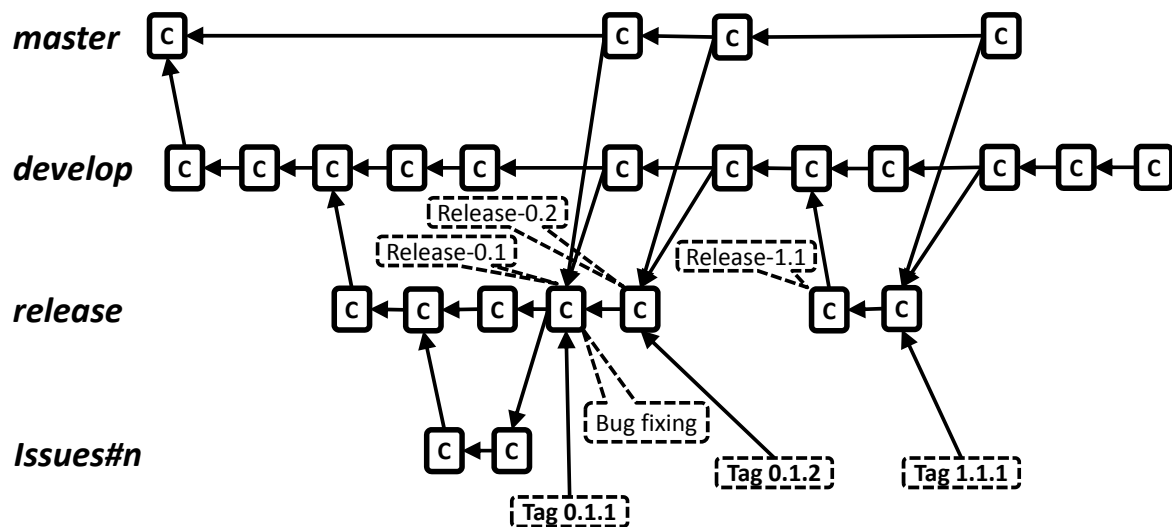 master C C C C
develop C C C C C C C C C C C C
Release-0.2
Release-0.1 Release-1.1
release C C C C C C C
Bug fixing
Issues#n C C
Tag 0.1.2 Tag 1.1.1
Tag 0.1.1